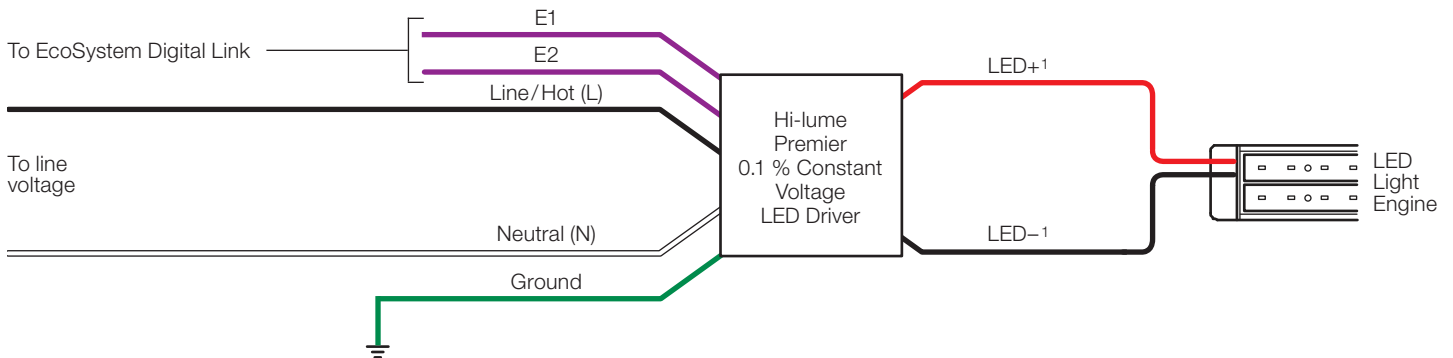 E1
To EcoSystem Digital Link
E2
Line/Hot (L)
To line
voltage
Neutral (N)
Ground
Hi-lume
Premier
0.1 % Constant
Voltage
LED Driver
LED+¹
LED−¹
LED
Light
Engine